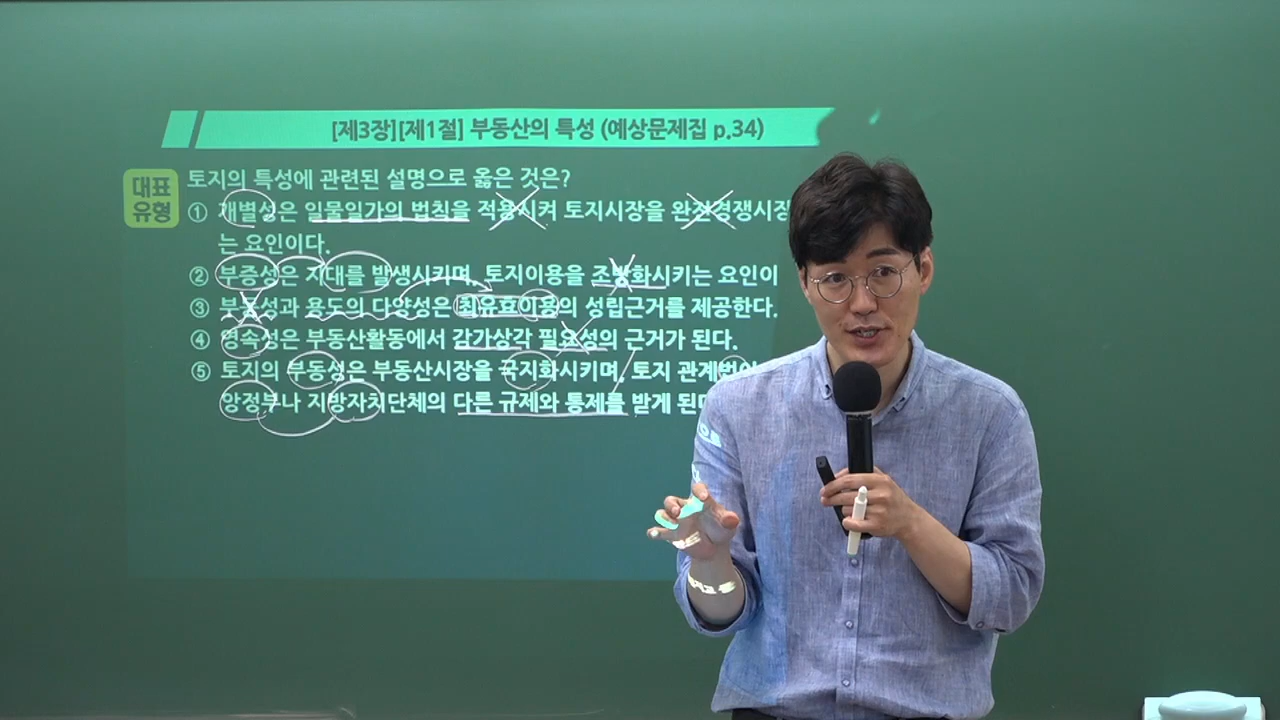 [제3장][제1절] 부동산의 특성 (예상문제집 p.34)
대표
유형
토지의 특성에 관련된 설명으로 옳은 것은?
① 개별성은 일물일가의 법칙을 적용시켜 토지시장을 완전경쟁시장
는 요인이다.
② 부증성은 지대를 발생시키며, 토지이용을 조방화시키는 요인이
③ 부동성과 용도의 다양성은 최유효이용의 성립근거를 제공한다.
④ 영속성은 부동산활동에서 감가상각 필요성의 근거가 된다.
⑤ 토지의 부동성은 부동산시장을 국지화시키며, 토지 관계법이
앙정부나 지방자치단체의 다른 규제와 통제를 받게 된다